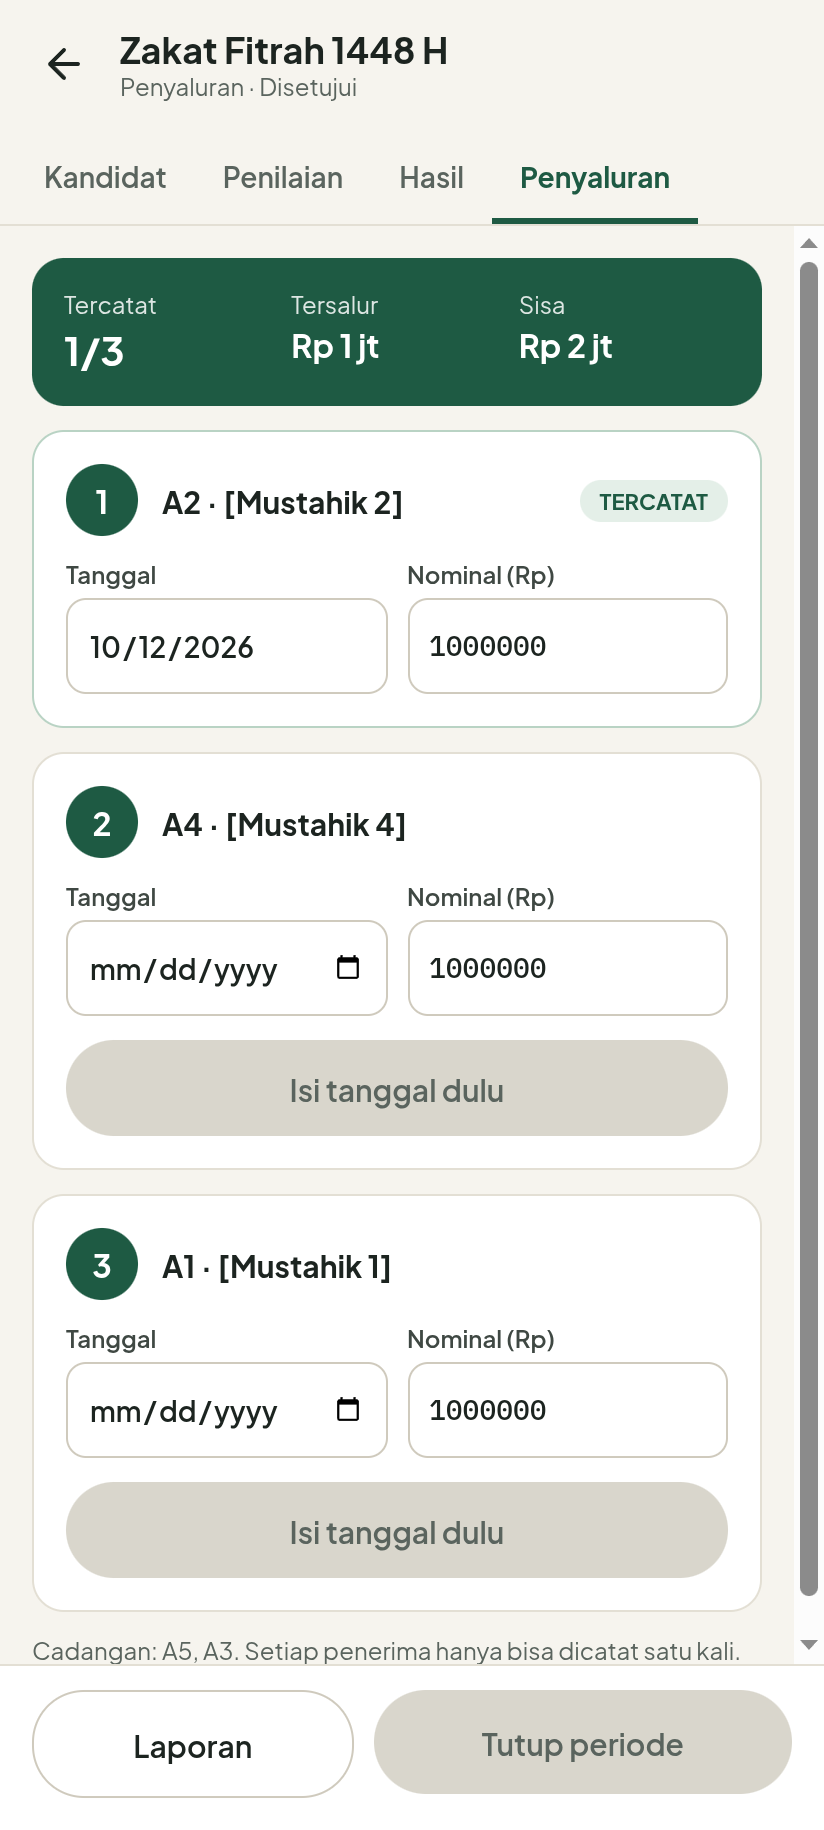 Zakat Fitrah 1448 H
Penyaluran · Disetujui
Kandidat Penilaian Hasil Penyaluran
Tercatat Tersalur Sisa
1/3 Rp 1 jt Rp 2 jt
1 A2 · [Mustahik 2] TERCATAT
Tanggal Nominal (Rp)
10/12/2026 1000000
2 A4 · [Mustahik 4]
Tanggal Nominal (Rp)
mm/dd/yyyy 1000000
Isi tanggal dulu
3 A1 · [Mustahik 1]
Tanggal Nominal (Rp)
mm/dd/yyyy 1000000
Isi tanggal dulu
Cadangan: A5, A3. Setiap penerima hanya bisa dicatat satu kali.
Laporan Tutup periode